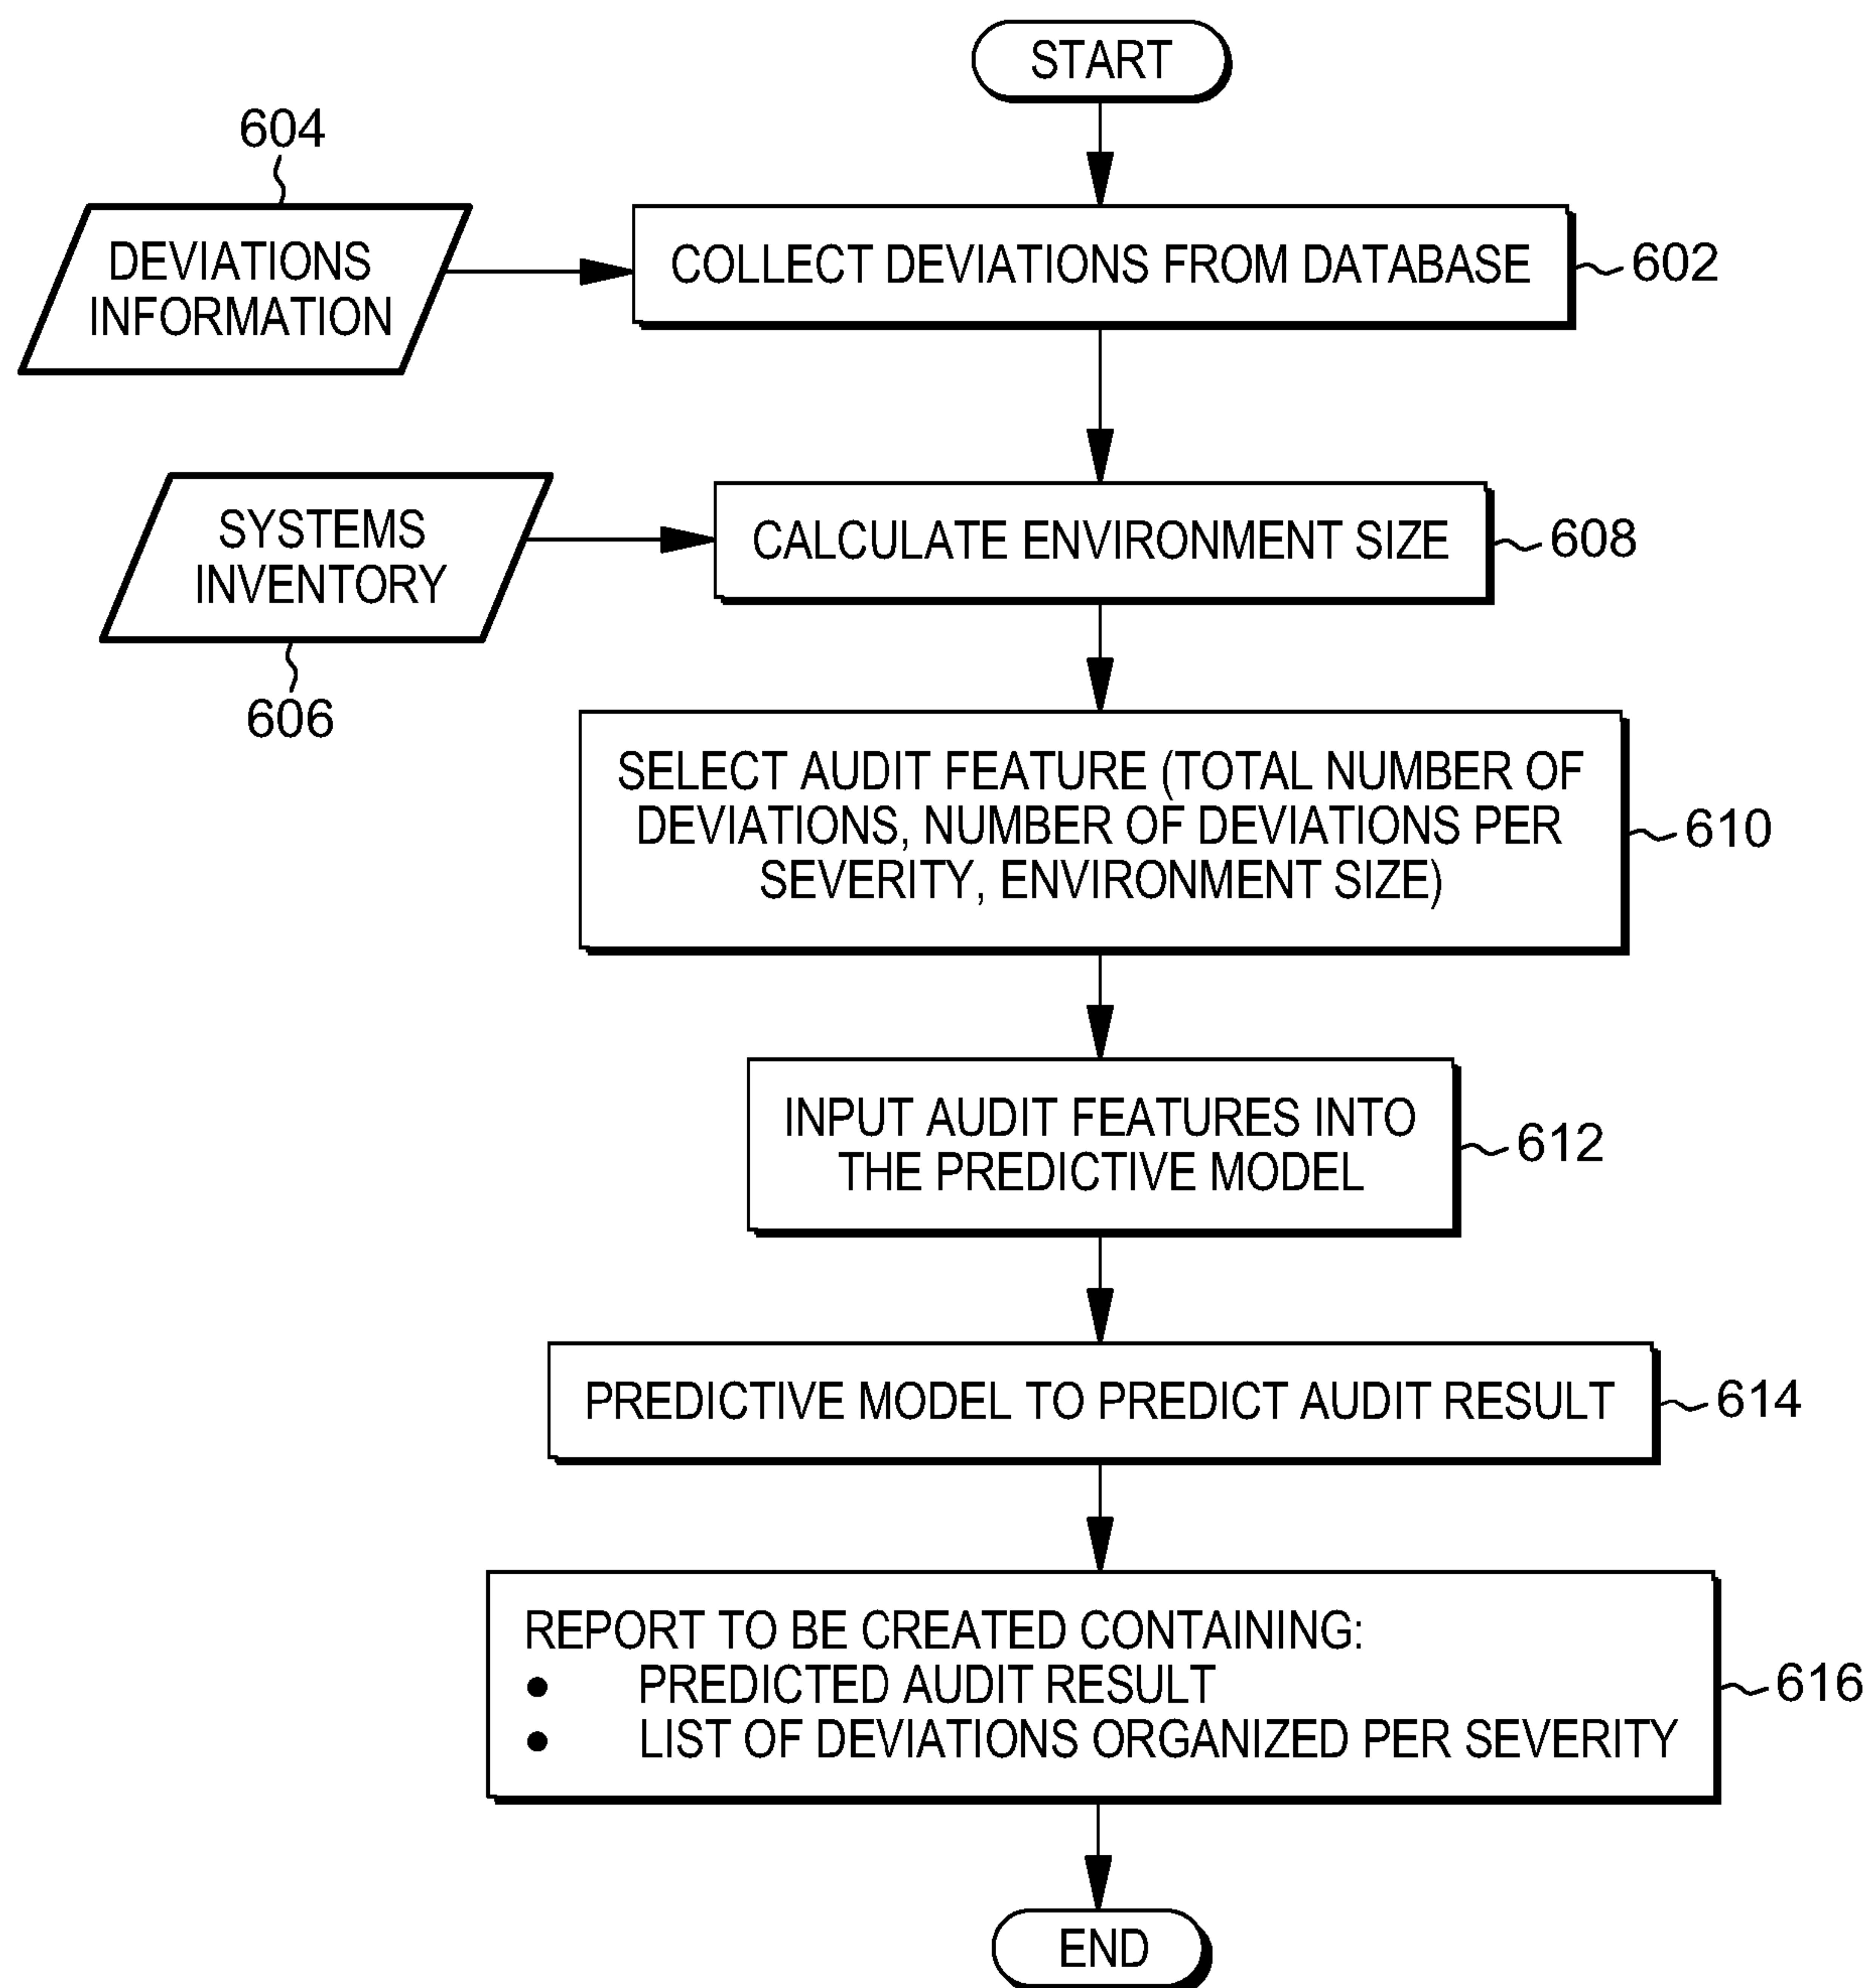 START
604
DEVIATIONS
INFORMATION
COLLECT DEVIATIONS FROM DATABASE
602
SYSTEMS
INVENTORY
606
CALCULATE ENVIRONMENT SIZE
608
SELECT AUDIT FEATURE (TOTAL NUMBER OF
DEVIATIONS, NUMBER OF DEVIATIONS PER
SEVERITY, ENVIRONMENT SIZE)
610
INPUT AUDIT FEATURES INTO
THE PREDICTIVE MODEL
612
PREDICTIVE MODEL TO PREDICT AUDIT RESULT
614
REPORT TO BE CREATED CONTAINING:
• PREDICTED AUDIT RESULT
• LIST OF DEVIATIONS ORGANIZED PER SEVERITY
616
END